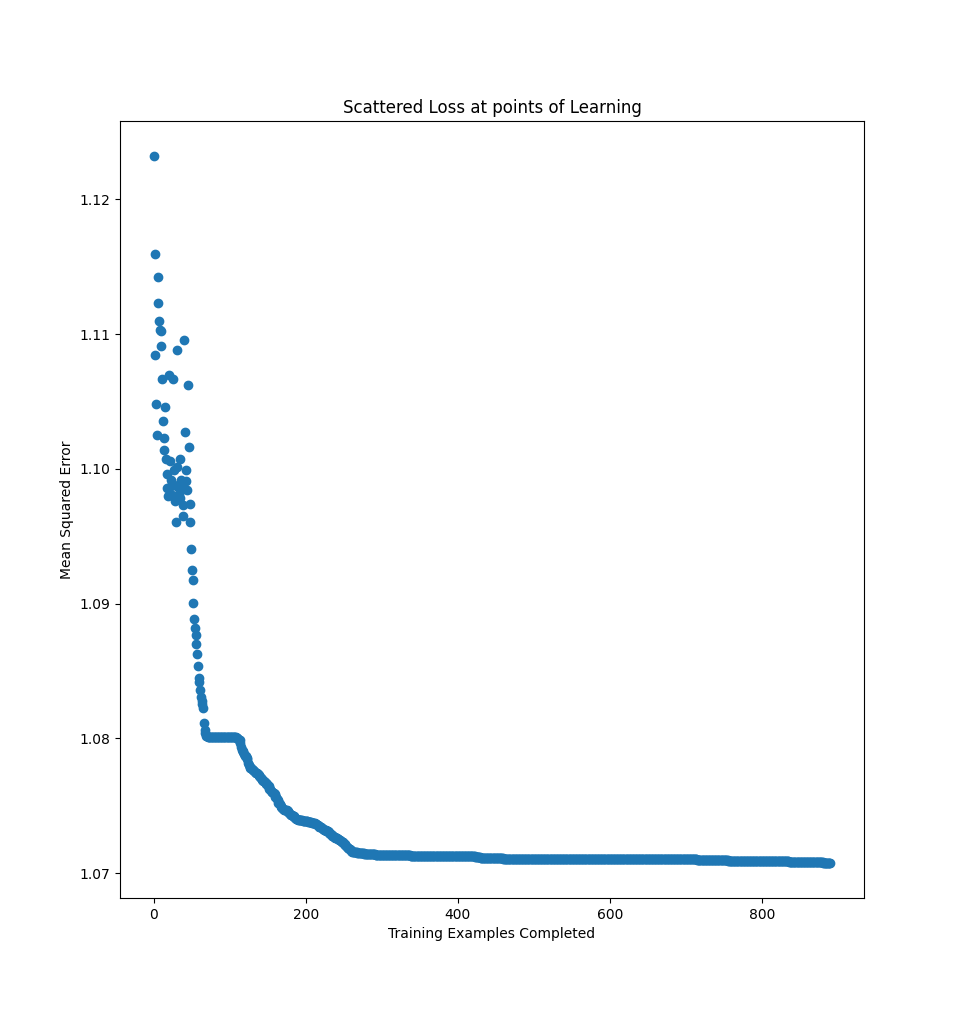 Scattered Loss at points of Learning
1.12
1.11
1.10
1.09
1.08
1.07
Mean Squared Error
0 200 400 600 800
Training Examples Completed